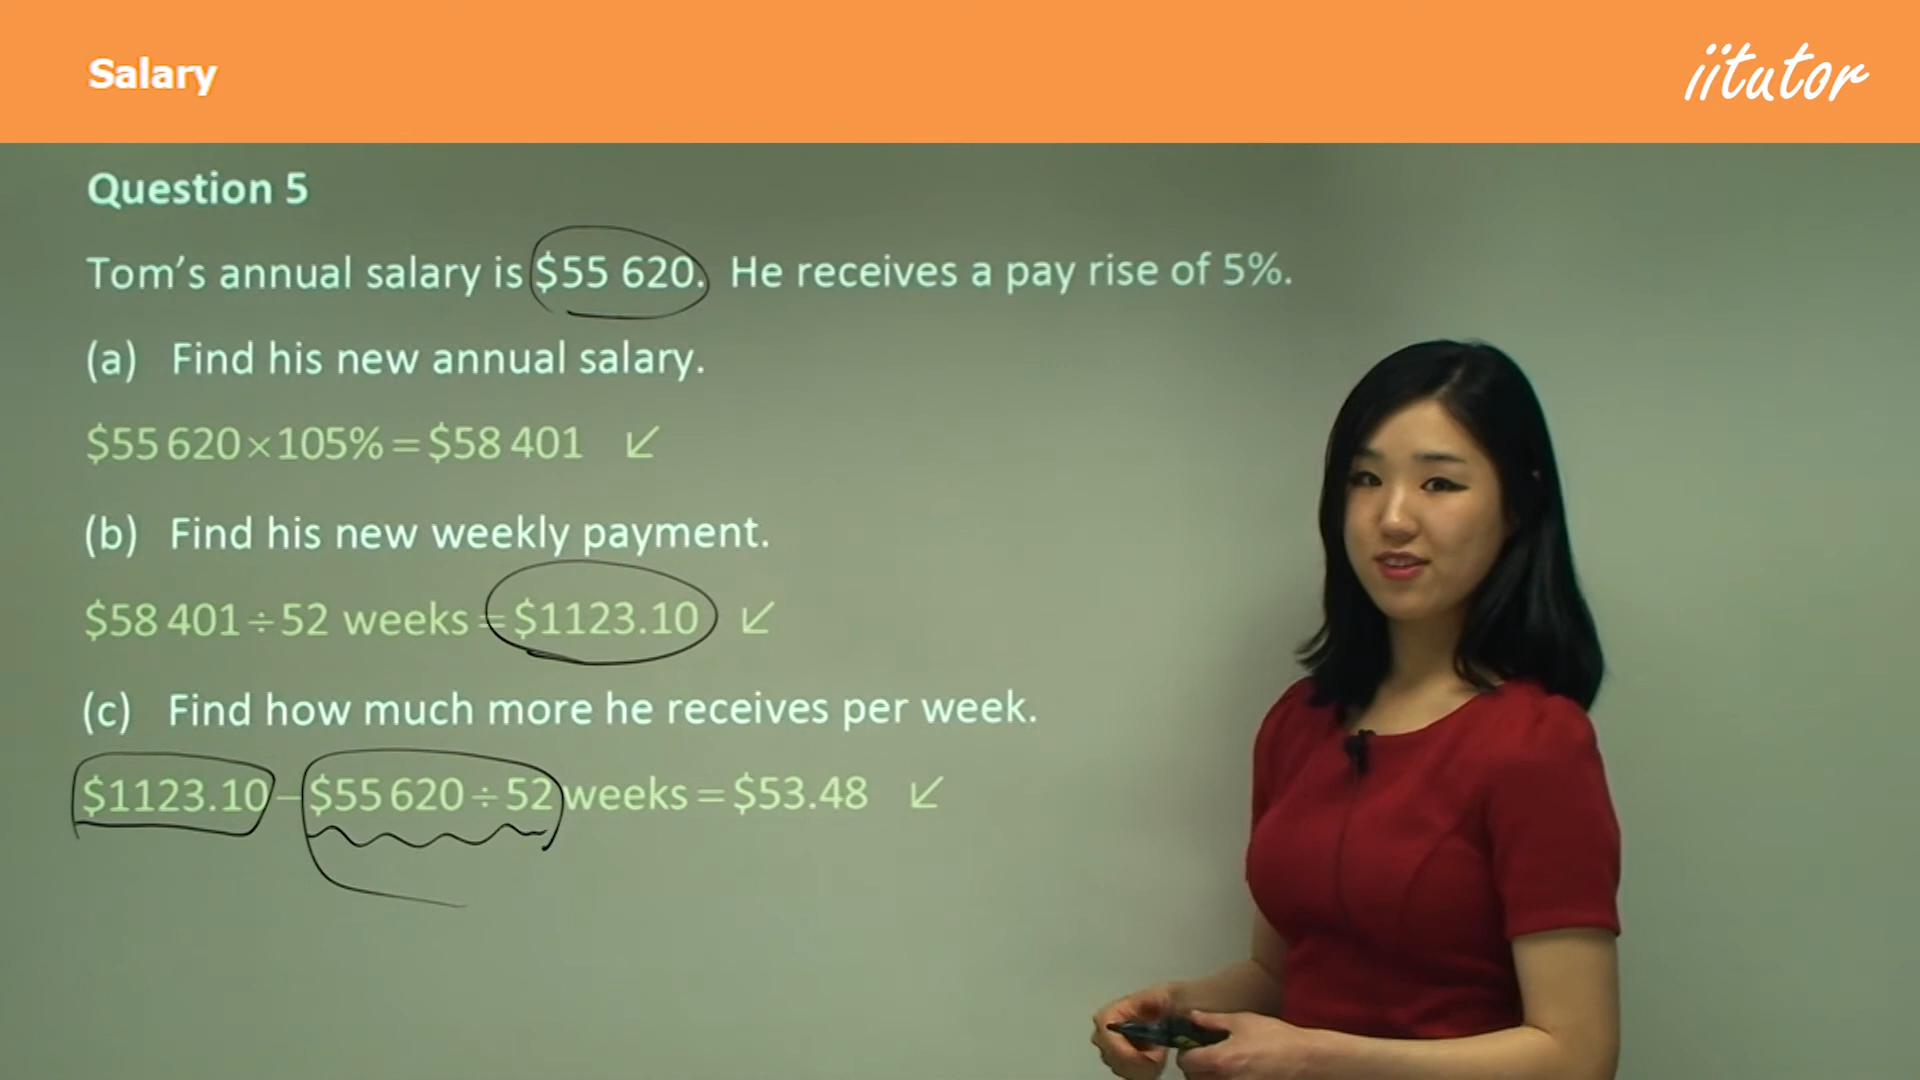 Salary
iitutor
Question 5
Tom's annual salary is $55 620. He receives a pay rise of 5%.
(a) Find his new annual salary.
$55 620×105% = $58 401 ↙
(b) Find his new weekly payment.
$58 401÷52 weeks = $1123.10 ↙
(c) Find how much more he receives per week.
$1123.10 − $55 620÷52 weeks = $53.48 ↙